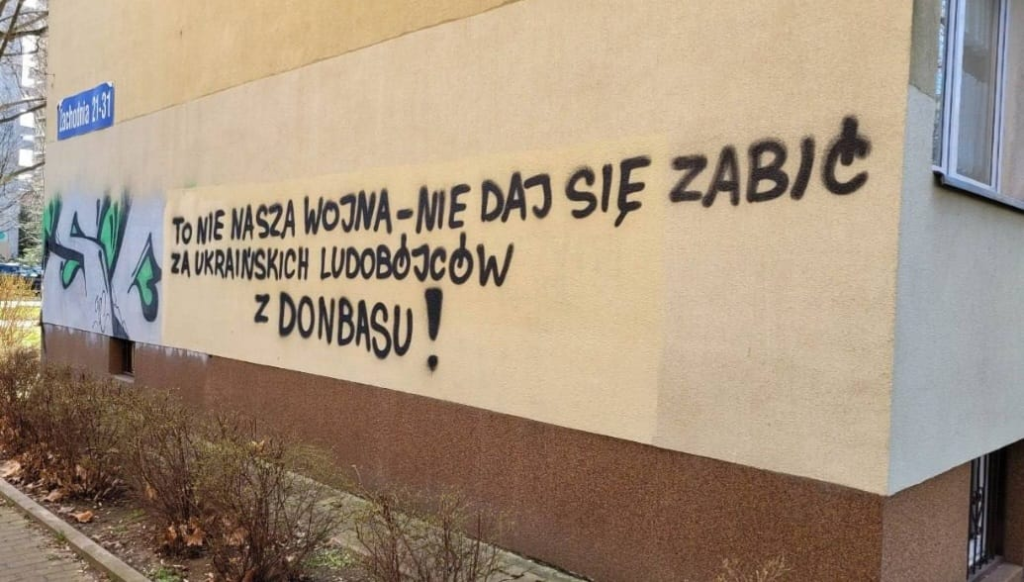 Zachodnia 21-31
TO NIE NASZA WOJNA - NIE DAJ SIĘ ZABIĆ
ZA UKRAIŃSKICH LUDOBÓJCÓW
Z DONBASU!